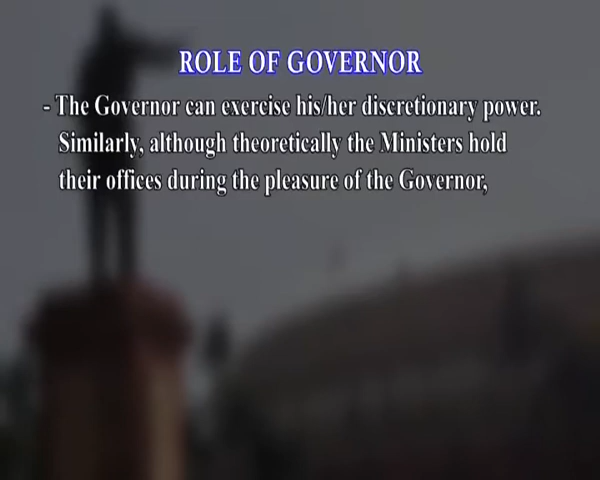 ROLE OF GOVERNOR
- The Governor can exercise his/her discretionary power.
Similarly, although theoretically the Ministers hold
their offices during the pleasure of the Governor,